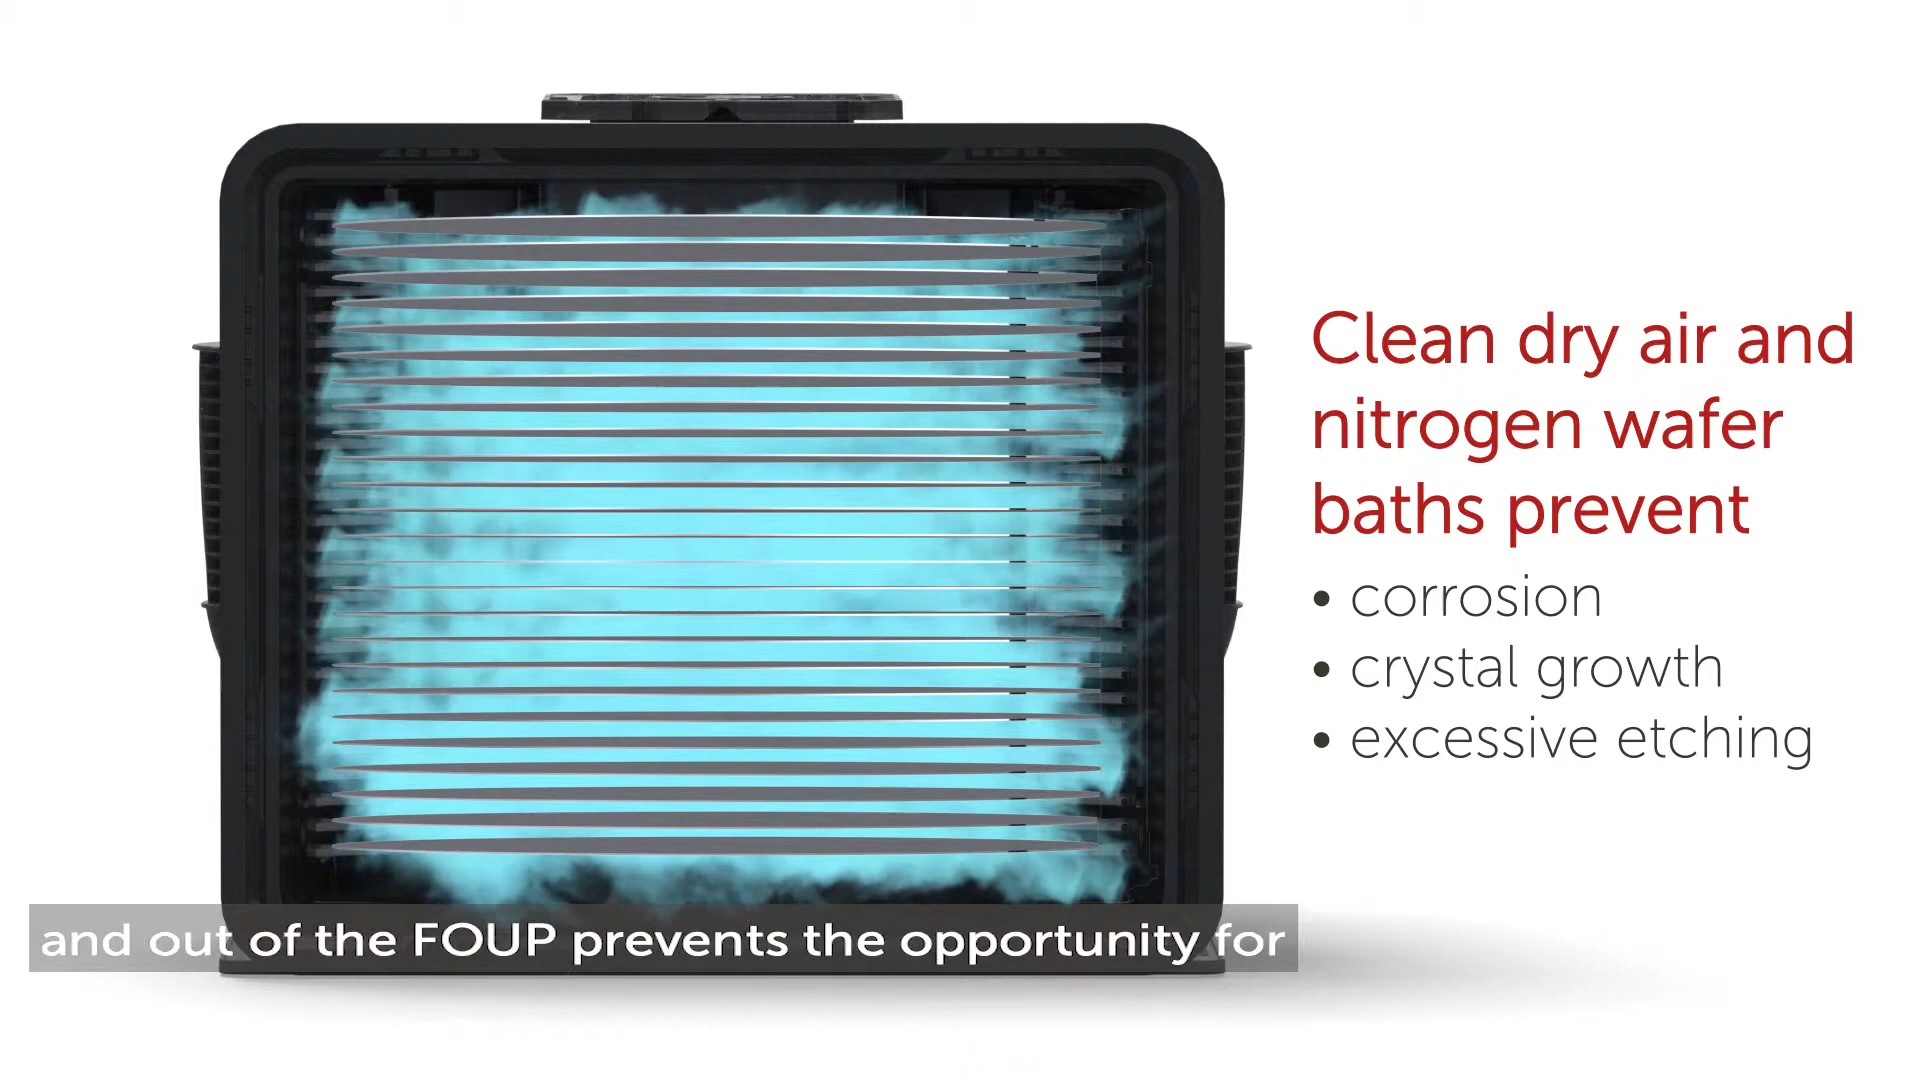 Clean dry air and
nitrogen wafer
baths prevent
• corrosion
• crystal growth
• excessive etching
and out of the FOUP prevents the opportunity for